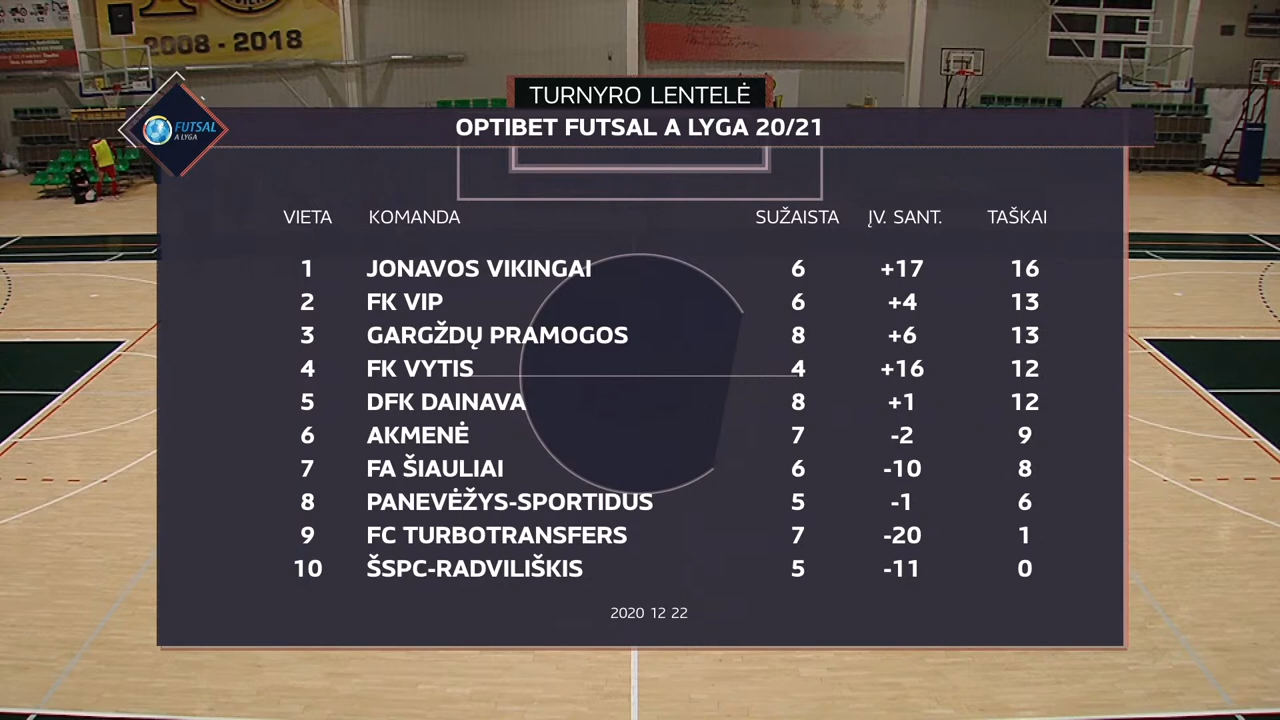 2008 - 2018
TURNYRO LENTELĖ
OPTIBET FUTSAL A LYGA 20/21
FUTSAL
A LYGA
VIETA KOMANDA SUŽAISTA ĮV. SANT. TAŠKAI
1 JONAVOS VIKINGAI 6 +17 16
2 FK VIP 6 +4 13
3 GARGŽDŲ PRAMOGOS 8 +6 13
4 FK VYTIS 4 +16 12
5 DFK DAINAVA 8 +1 12
6 AKMENĖ 7 -2 9
7 FA ŠIAULIAI 6 -10 8
8 PANEVĖŽYS-SPORTIDUS 5 -1 6
9 FC TURBOTRANSFERS 7 -20 1
10 ŠSPC-RADVILIŠKIS 5 -11 0
2020 12 22